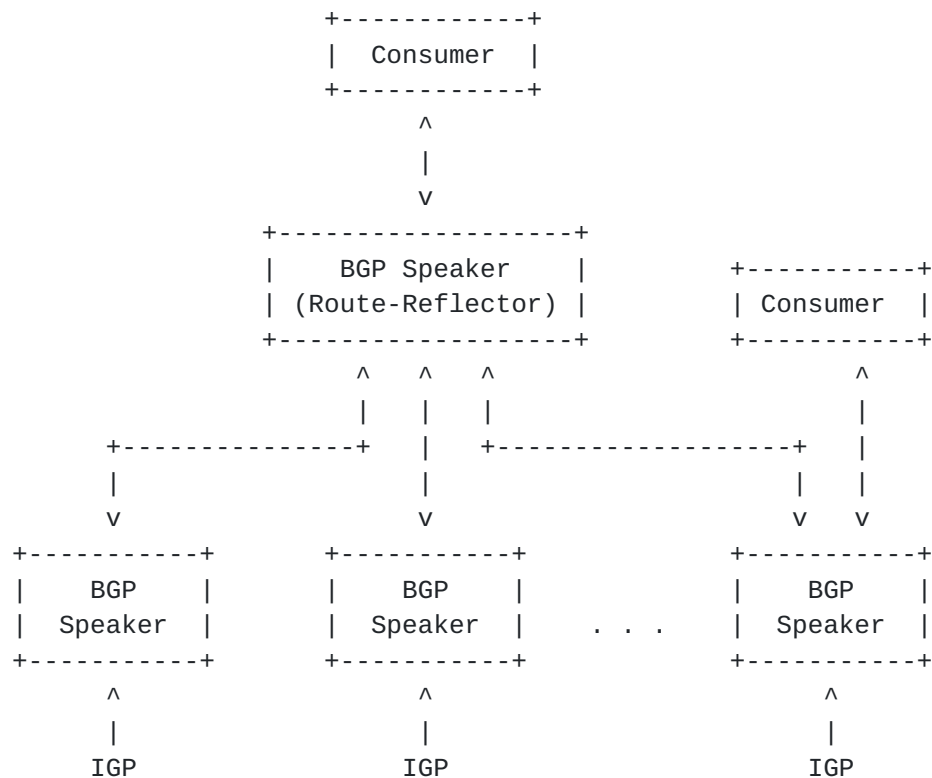 Consumer
BGP Speaker
(Route-Reflector)
Consumer
BGP
Speaker
BGP
Speaker
. . .
BGP
Speaker
IGP
IGP
IGP